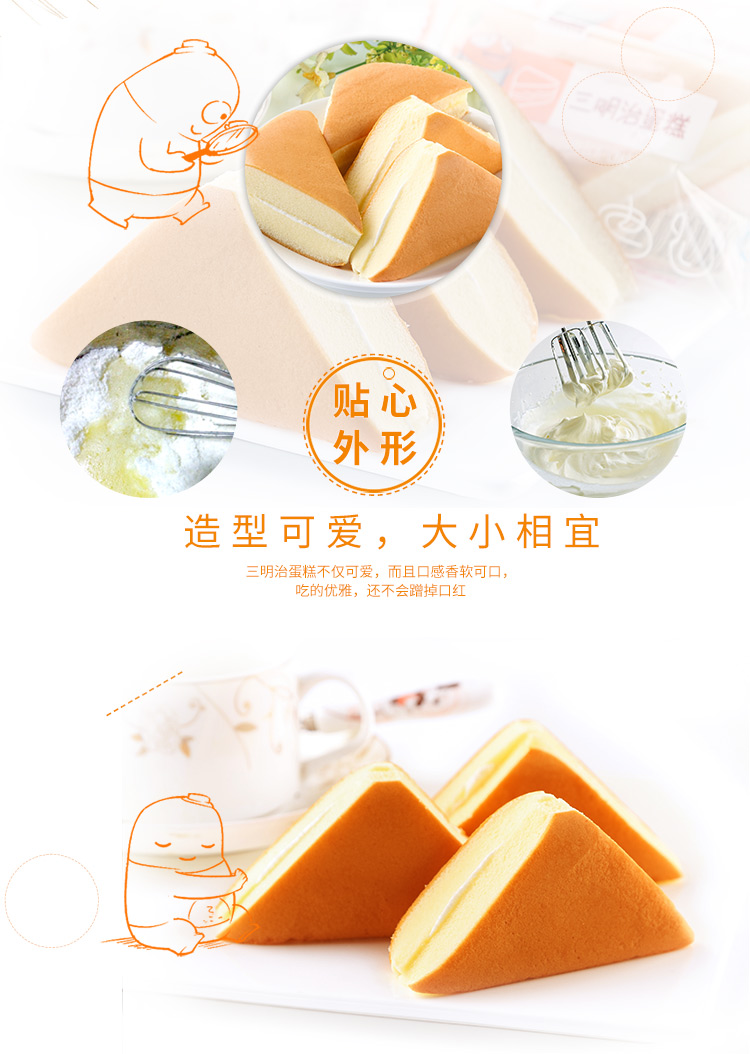 三明治蛋糕
贴心
外形
造型可爱，大小相宜
三明治蛋糕不仅可爱，而且口感香软可口，
吃的优雅，还不会蹭掉口红